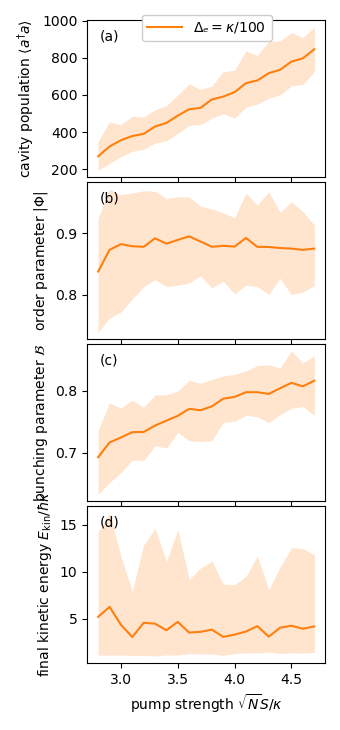 1000
Δₑ = κ/100
(a)
800
600
400
200
cavity population ⟨a†a⟩
(b)
0.9
0.8
order parameter |Φ|
(c)
0.8
0.7
bunching parameter ℬ
(d)
15
10
5
final kinetic energy Eₖᵢₙ/ħκ
3.0 3.5 4.0 4.5
pump strength √NS/κ